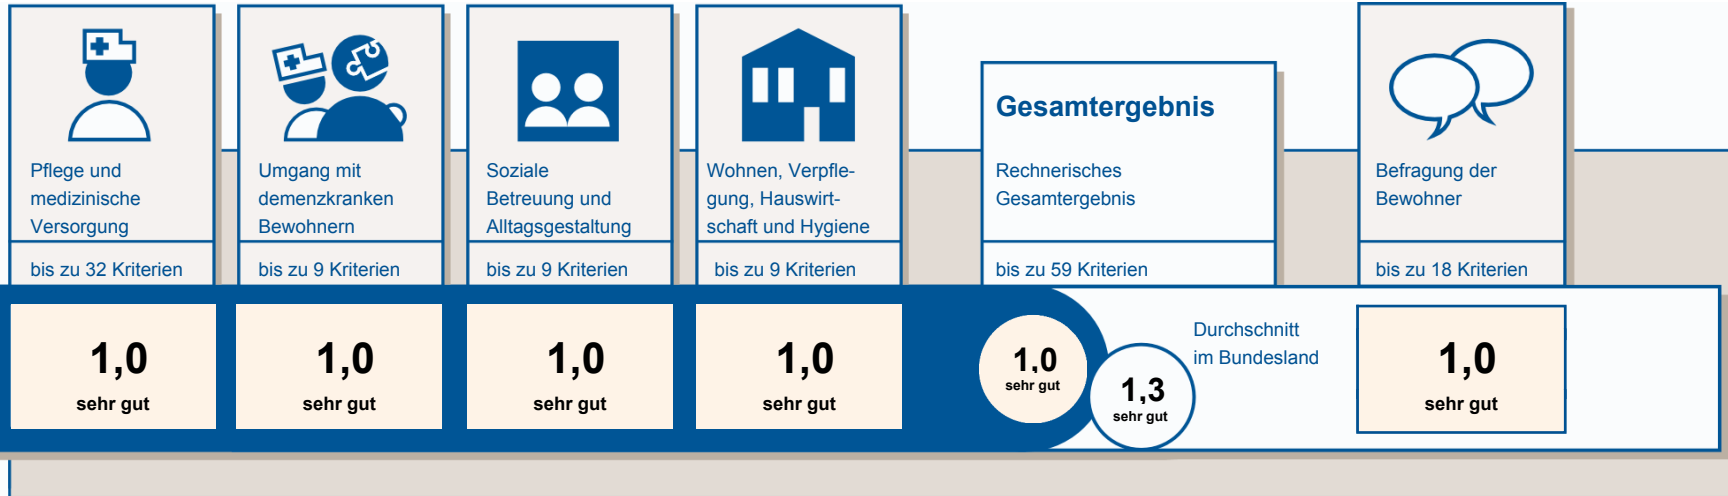 Pflege und
medizinische
Versorgung
bis zu 32 Kriterien
1,0
sehr gut
Umgang mit
demenzkranken
Bewohnern
bis zu 9 Kriterien
1,0
sehr gut
Soziale
Betreuung und
Alltagsgestaltung
bis zu 9 Kriterien
1,0
sehr gut
Wohnen, Verpfle-
gung, Hauswirt-
schaft und Hygiene
bis zu 9 Kriterien
1,0
sehr gut
Gesamtergebnis
Rechnerisches
Gesamtergebnis
bis zu 59 Kriterien
1,0
sehr gut
1,3
sehr gut
Durchschnitt
im Bundesland
Befragung der
Bewohner
bis zu 18 Kriterien
1,0
sehr gut